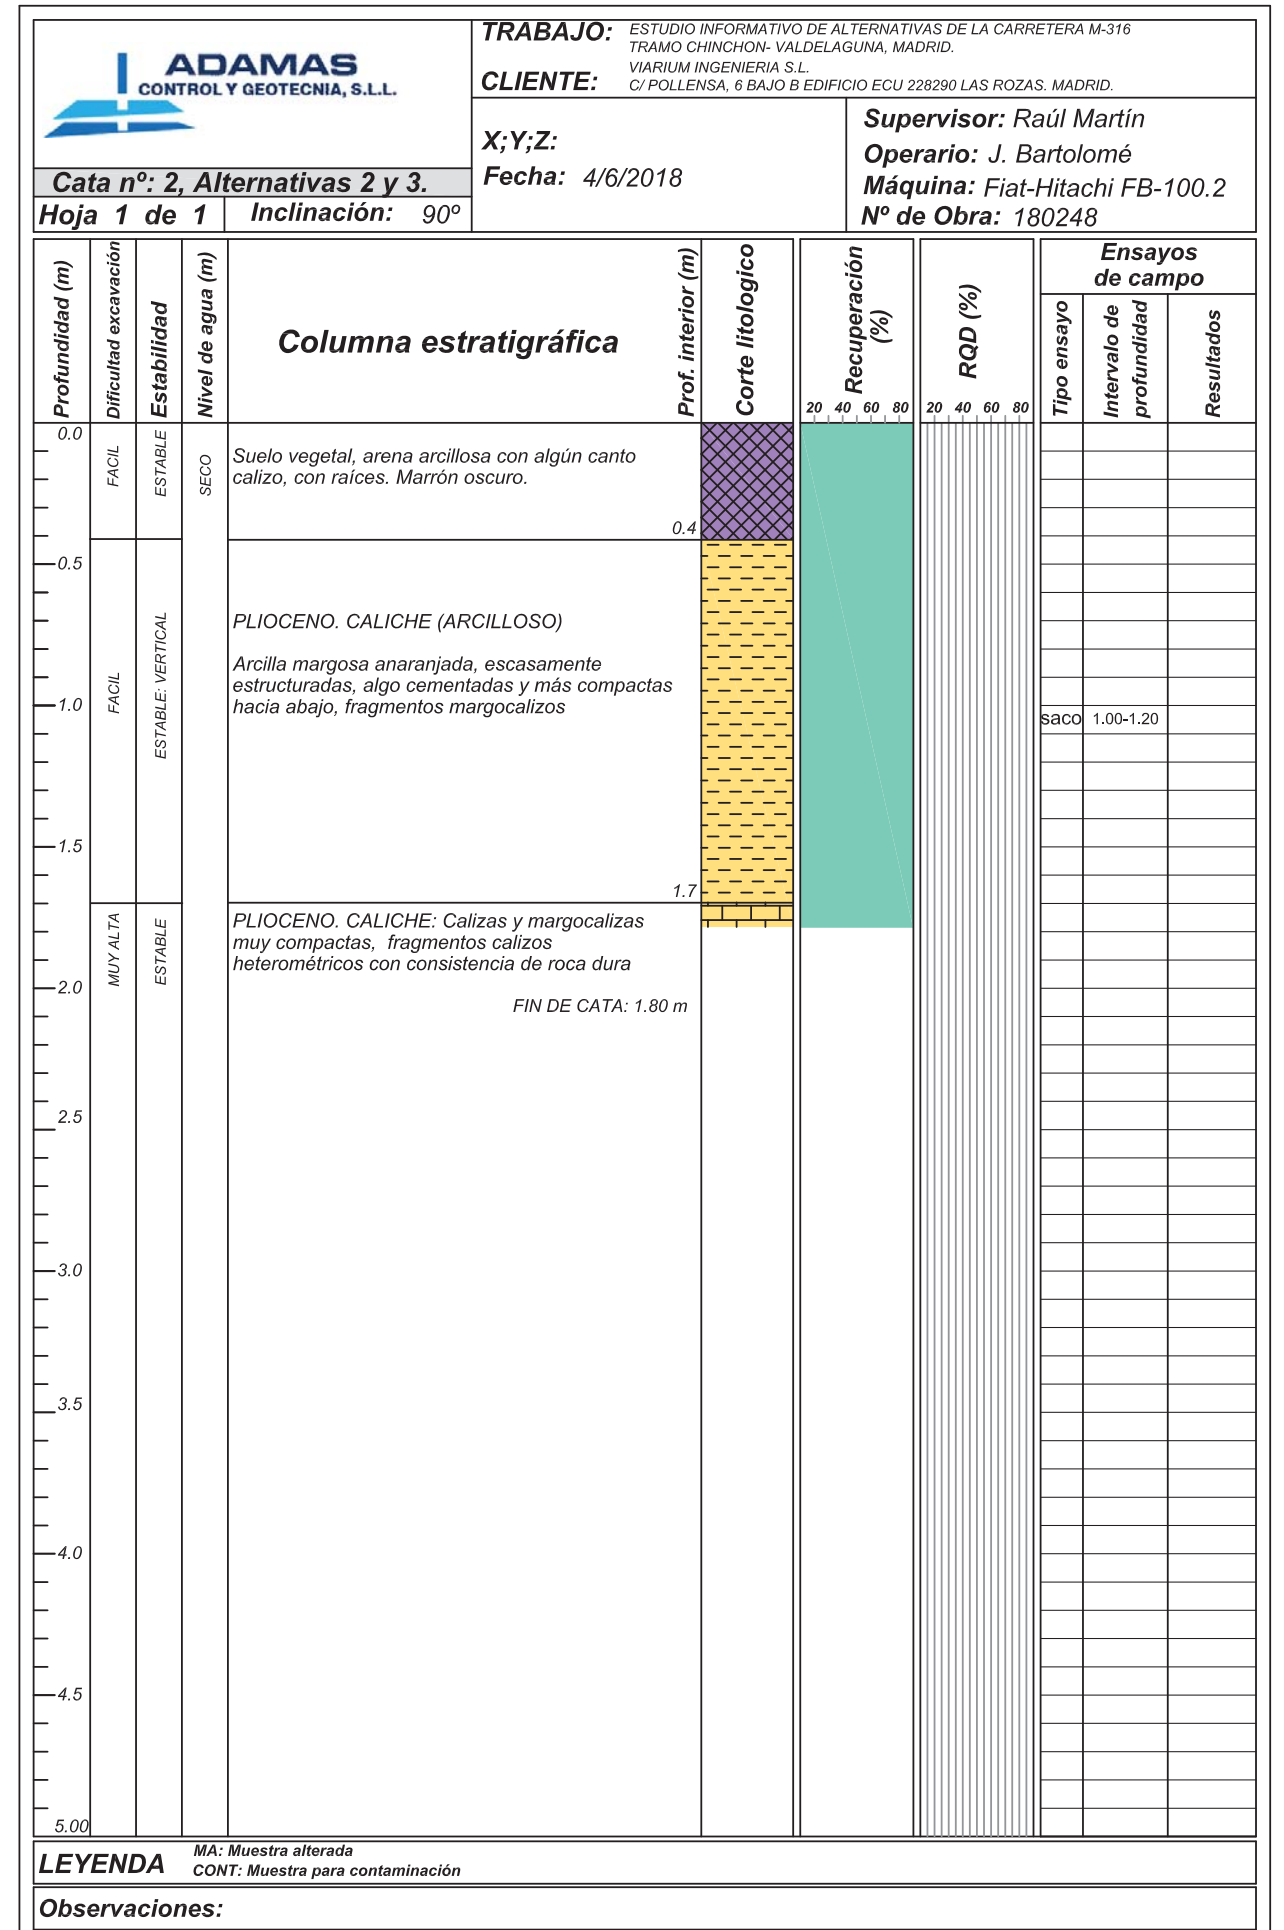 ADAMAS
CONTROL Y GEOTECNIA, S.L.L.
TRABAJO: ESTUDIO INFORMATIVO DE ALTERNATIVAS DE LA CARRETERA M-316
TRAMO CHINCHON- VALDELAGUNA, MADRID.
CLIENTE: VIARIUM INGENIERIA S.L.
C/ POLLENSA, 6 BAJO B EDIFICIO ECU 228290 LAS ROZAS. MADRID.
X;Y;Z:
Fecha: 4/6/2018
Supervisor: Raúl Martín
Operario: J. Bartolomé
Máquina: Fiat-Hitachi FB-100.2
Nº de Obra: 180248
Cata nº: 2, Alternativas 2 y 3.
Hoja 1 de 1 Inclinación: 90º
Profundidad (m)
Dificultad excavación
Estabilidad
Nivel de agua (m)
Columna estratigráfica
Prof. interior (m)
Corte litologico
Recuperación
(%)
20 40 60 80
RQD (%)
20 40 60 80
Ensayos
de campo
Tipo ensayo
Intervalo de
profundidad
Resultados
0.0
FACIL
ESTABLE
SECO
Suelo vegetal, arena arcillosa con algún canto
calizo, con raíces. Marrón oscuro.
0.4
0.5
FACIL
ESTABLE: VERTICAL
PLIOCENO. CALICHE (ARCILLOSO)
Arcilla margosa anaranjada, escasamente
estructuradas, algo cementadas y más compactas
hacia abajo, fragmentos margocalizos
1.0
saco 1.00-1.20
1.5
1.7
MUY ALTA
ESTABLE
PLIOCENO. CALICHE: Calizas y margocalizas
muy compactas, fragmentos calizos
heterométricos con consistencia de roca dura
2.0
FIN DE CATA: 1.80 m
2.5
3.0
3.5
4.0
4.5
5.00
LEYENDA
MA: Muestra alterada
CONT: Muestra para contaminación
Observaciones: